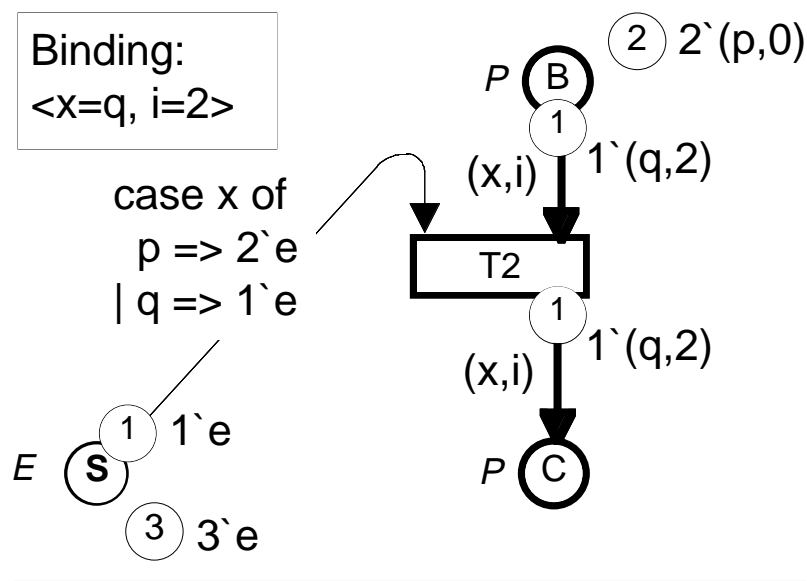 Binding:
<x=q, i=2>
2 2`(p,0)
P B
1
(x,i) 1`(q,2)
case x of
p => 2`e
| q => 1`e
T2
1
1`(q,2)
(x,i)
1 1`e
E S
P C
3 3`e